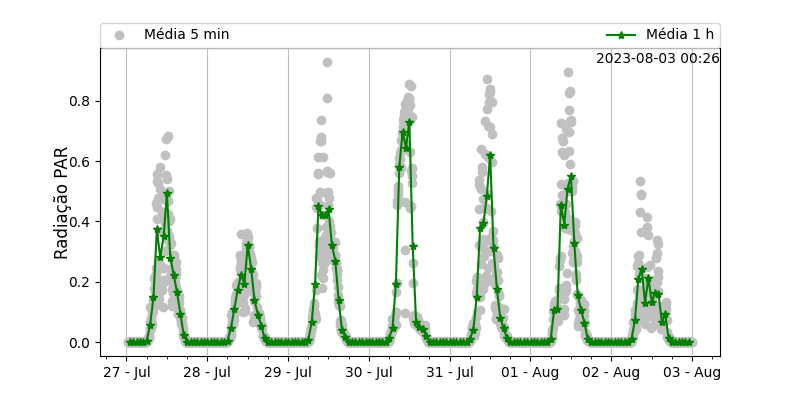 Média 5 min
Média 1 h
2023-08-03 00:26
Radiação PAR
0.8
0.6
0.4
0.2
0.0
27 - Jul
28 - Jul
29 - Jul
30 - Jul
31 - Jul
01 - Aug
02 - Aug
03 - Aug